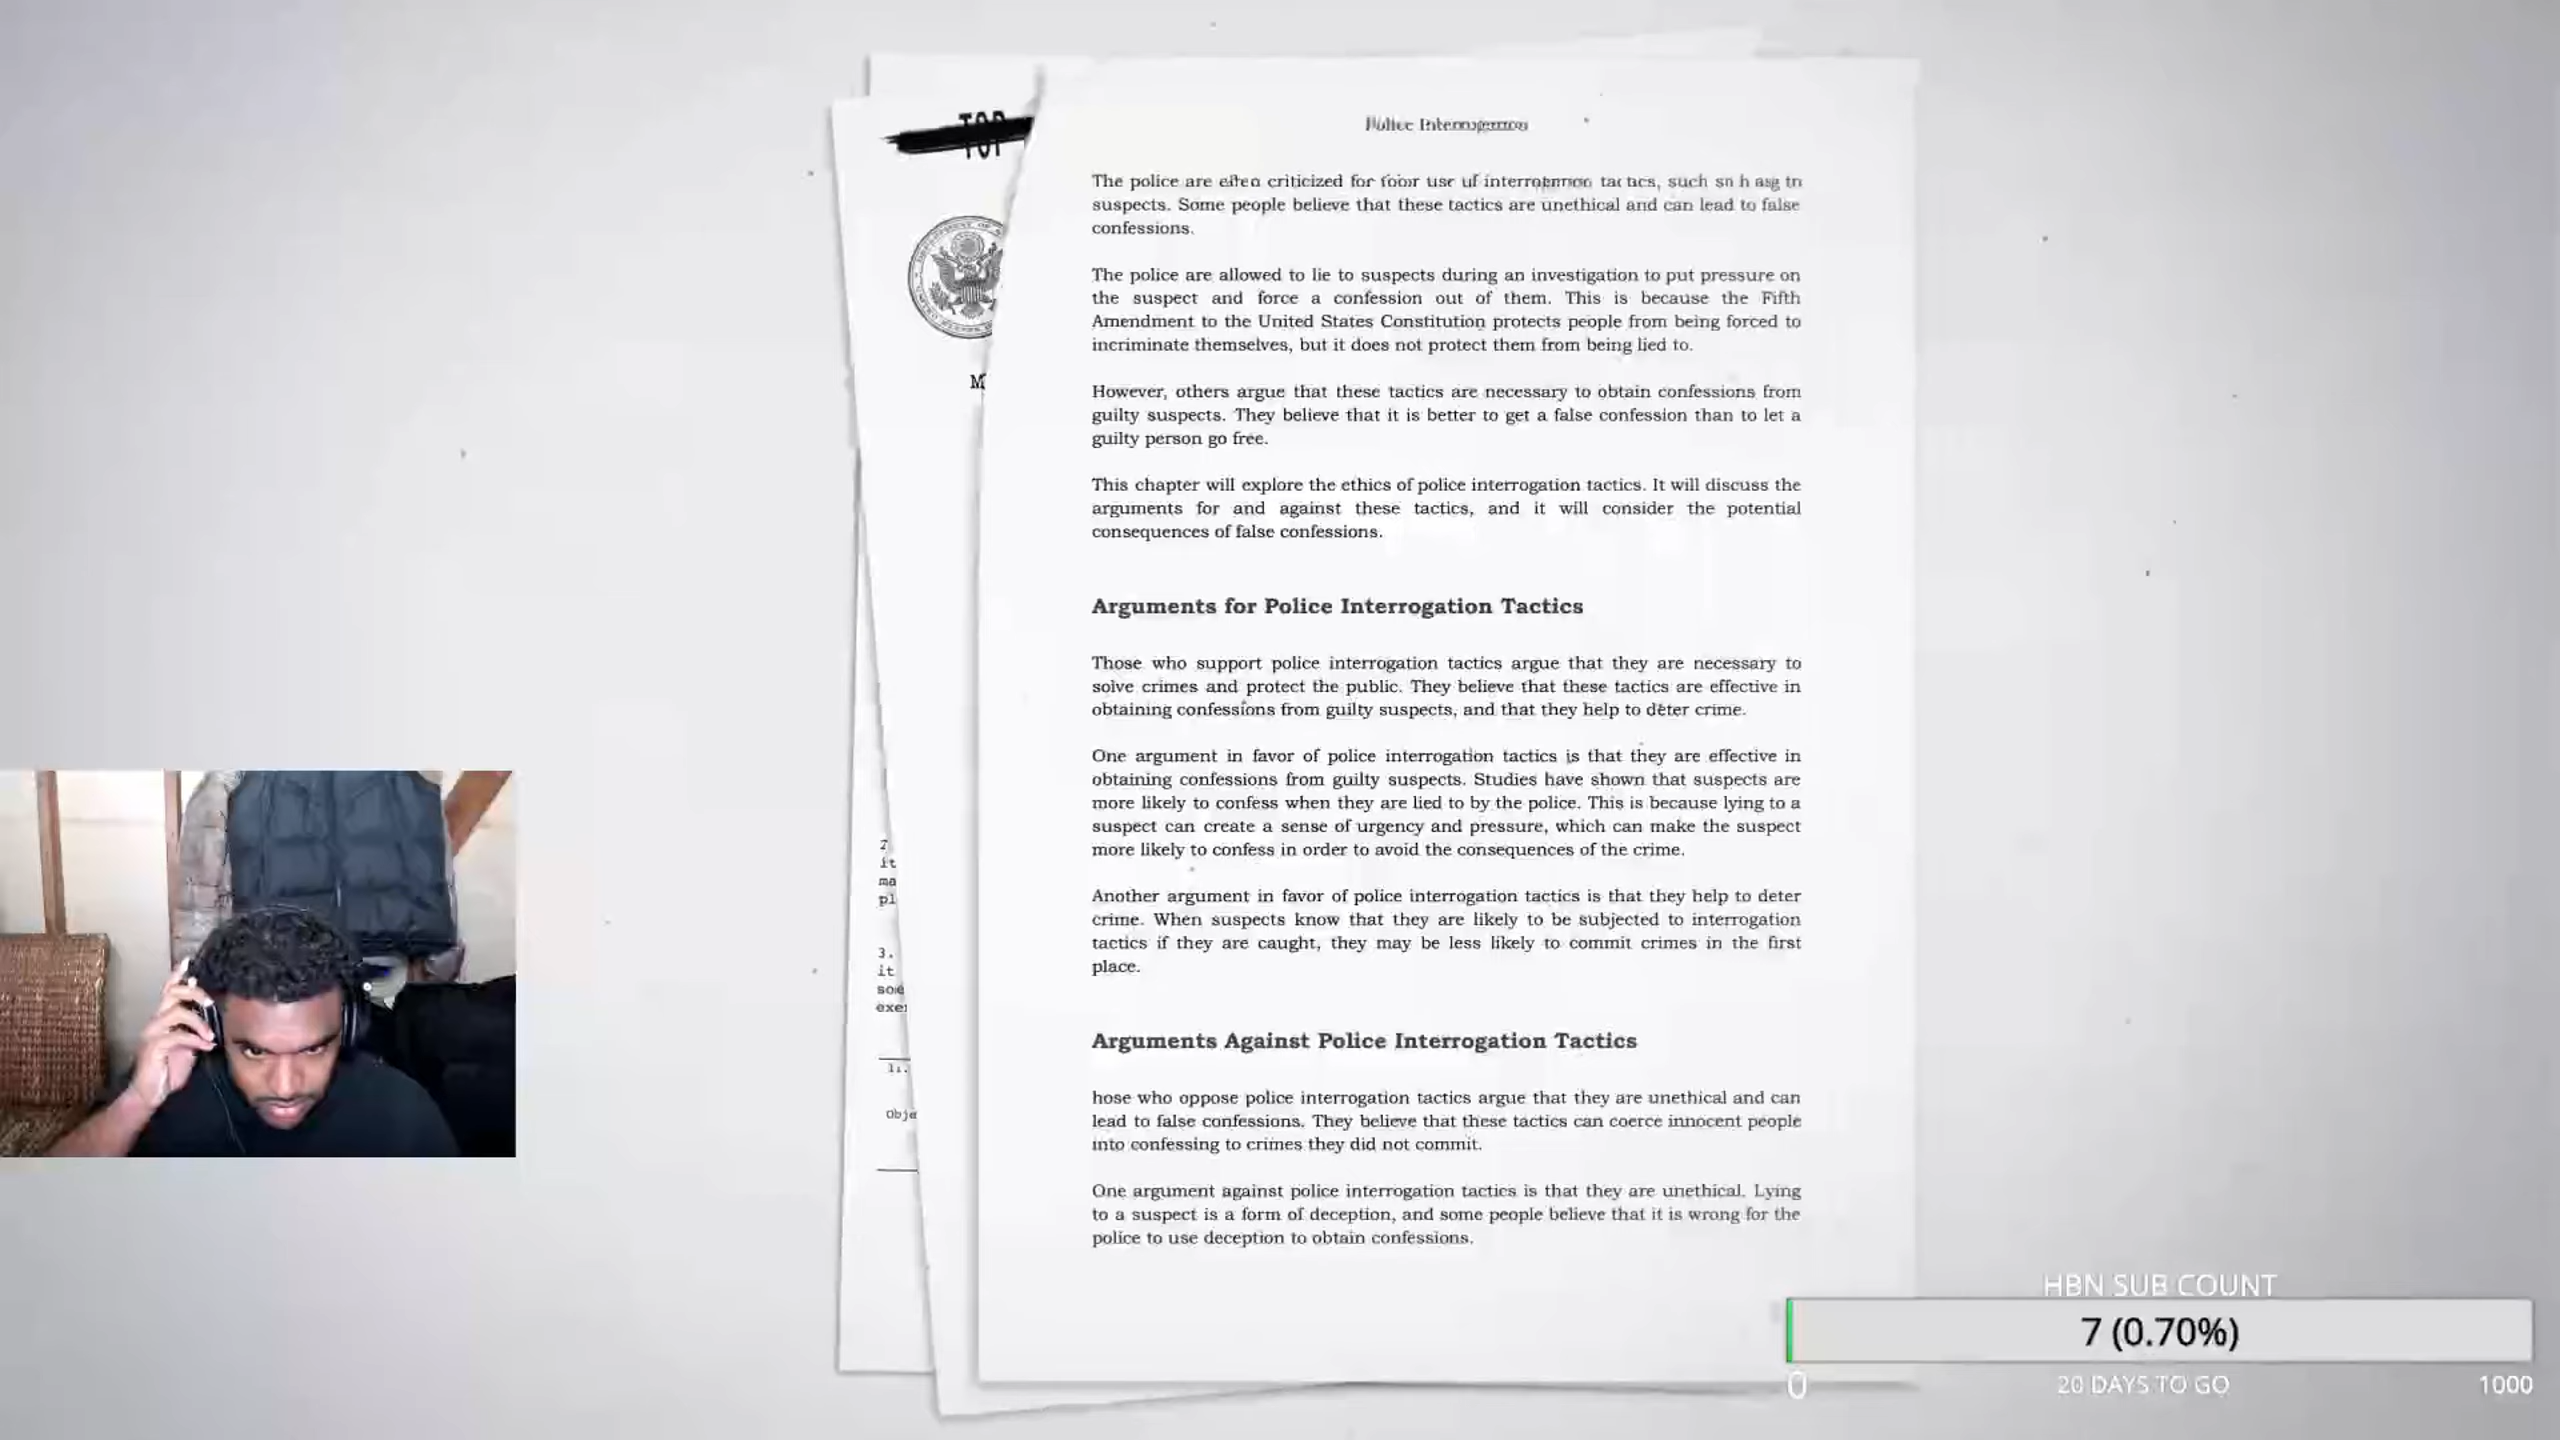 TOP
M
2
it
ma
pl
3.
it
some
exe
11.
Obje
Police Interrogation
The police are often criticized for use of tactics, such
suspects. Some people believe that these tactics are unethical and can lead to false
confessions.
The police are allowed to lie to suspects during an investigation to put pressure on
the suspect and force a confession out of them. This is because the Fifth
Amendment to the United States Constitution protects people from being forced to
incriminate themselves, but it does not protect them from being lied to.
However, others argue that these tactics are necessary to obtain confessions from
guilty suspects. They believe that it is better to get a false confession than to let a
guilty person go free.
This chapter will explore the ethics of police interrogation tactics. It will discuss the
arguments for and against these tactics, and it will consider the potential
consequences of false confessions.
Arguments for Police Interrogation Tactics
Those who support police interrogation tactics argue that they are necessary to
solve crimes and protect the public. They believe that these tactics are effective in
obtaining confessions from guilty suspects, and that they help to deter crime.
One argument in favor of police interrogation tactics is that they are effective in
obtaining confessions from guilty suspects. Studies have shown that suspects are
more likely to confess when they are lied to by the police. This is because lying to a
suspect can create a sense of urgency and pressure, which can make the suspect
more likely to confess in order to avoid the consequences of the crime.
Another argument in favor of police interrogation tactics is that they help to deter
crime. When suspects know that they are likely to be subjected to interrogation
tactics if they are caught, they may be less likely to commit crimes in the first
place.
Arguments Against Police Interrogation Tactics
hose who oppose police interrogation tactics argue that they are unethical and can
lead to false confessions. They believe that these tactics can coerce innocent people
into confessing to crimes they did not commit.
One argument against police interrogation tactics is that they are unethical. Lying
to a suspect is a form of deception, and some people believe that it is wrong for the
police to use deception to obtain confessions.
HBN SUB COUNT
7 (0.70%)
0
20 DAYS TO GO
1000